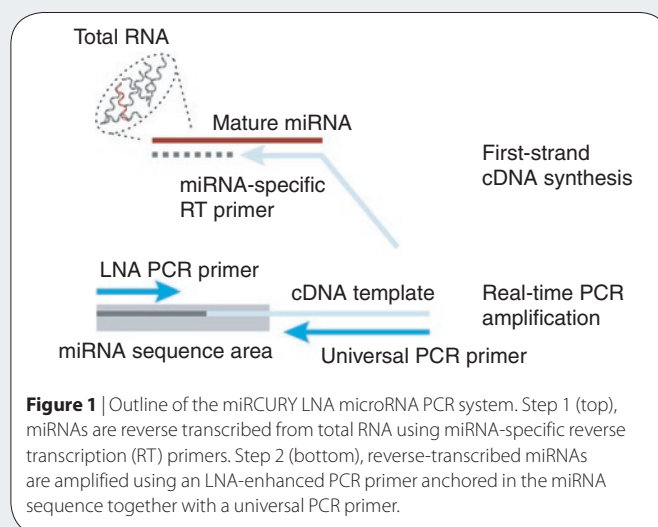 Total RNA
Mature miRNA
First-strand
cDNA synthesis
miRNA-specific
RT primer
LNA PCR primer
cDNA template
Real-time PCR
amplification
miRNA sequence area
Universal PCR primer
Figure 1 | Outline of the miRCURY LNA microRNA PCR system. Step 1 (top),
miRNAs are reverse transcribed from total RNA using miRNA-specific reverse
transcription (RT) primers. Step 2 (bottom), reverse-transcribed miRNAs
are amplified using an LNA-enhanced PCR primer anchored in the miRNA
sequence together with a universal PCR primer.